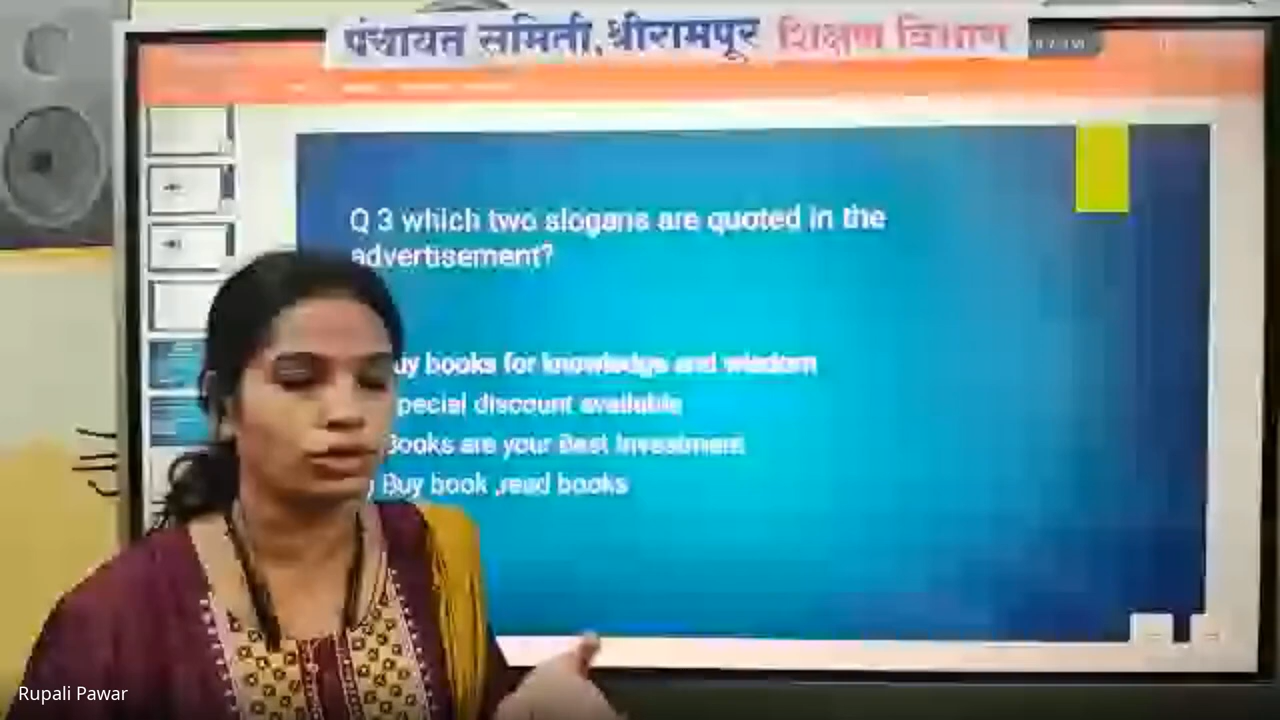 पंचायत समिती,श्रीरामपूर शिक्षण विभाग
Q 3 which two slogans are quoted in the
advertisement?
uy books for knowledge and wisdom
pecial discount available
Books are your Best Investment
) Buy book ,read books
Rupali Pawar